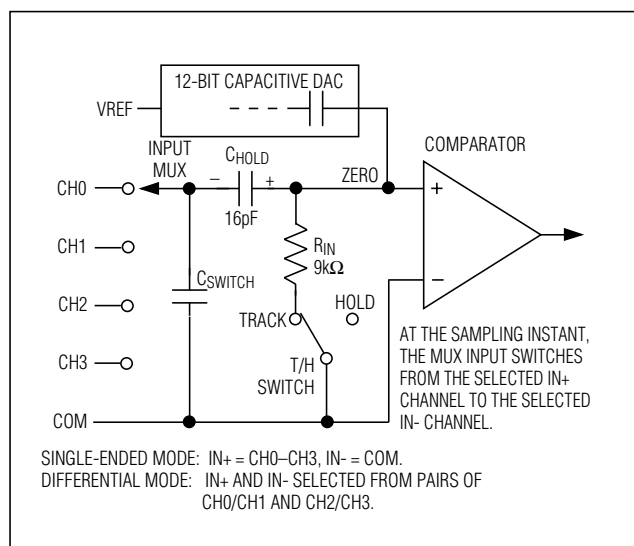 12-BIT CAPACITIVE DAC
VREF
INPUT
MUX
C_HOLD
− +
16pF
ZERO
COMPARATOR
+
−
CH0
CH1
CH2
CH3
COM
C_SWITCH
R_IN
9kΩ
TRACK
HOLD
T/H
SWITCH
AT THE SAMPLING INSTANT,
THE MUX INPUT SWITCHES
FROM THE SELECTED IN+
CHANNEL TO THE SELECTED
IN- CHANNEL.
SINGLE-ENDED MODE: IN+ = CH0–CH3, IN- = COM.
DIFFERENTIAL MODE: IN+ AND IN- SELECTED FROM PAIRS OF
CH0/CH1 AND CH2/CH3.